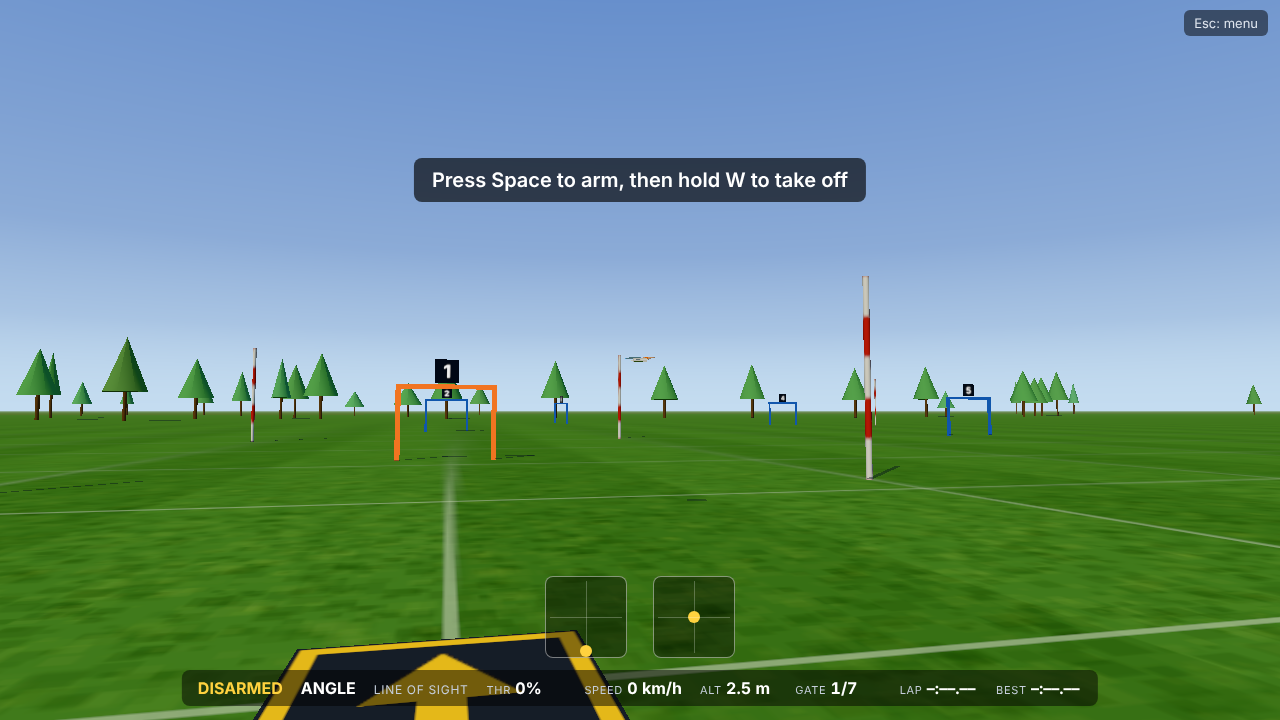 Esc: menu
Press Space to arm, then hold W to take off
1
2
4
5
DISARMED ANGLE LINE OF SIGHT THR 0% SPEED 0 km/h ALT 2.5 m GATE 1/7 LAP –:––.–– BEST –:––.––